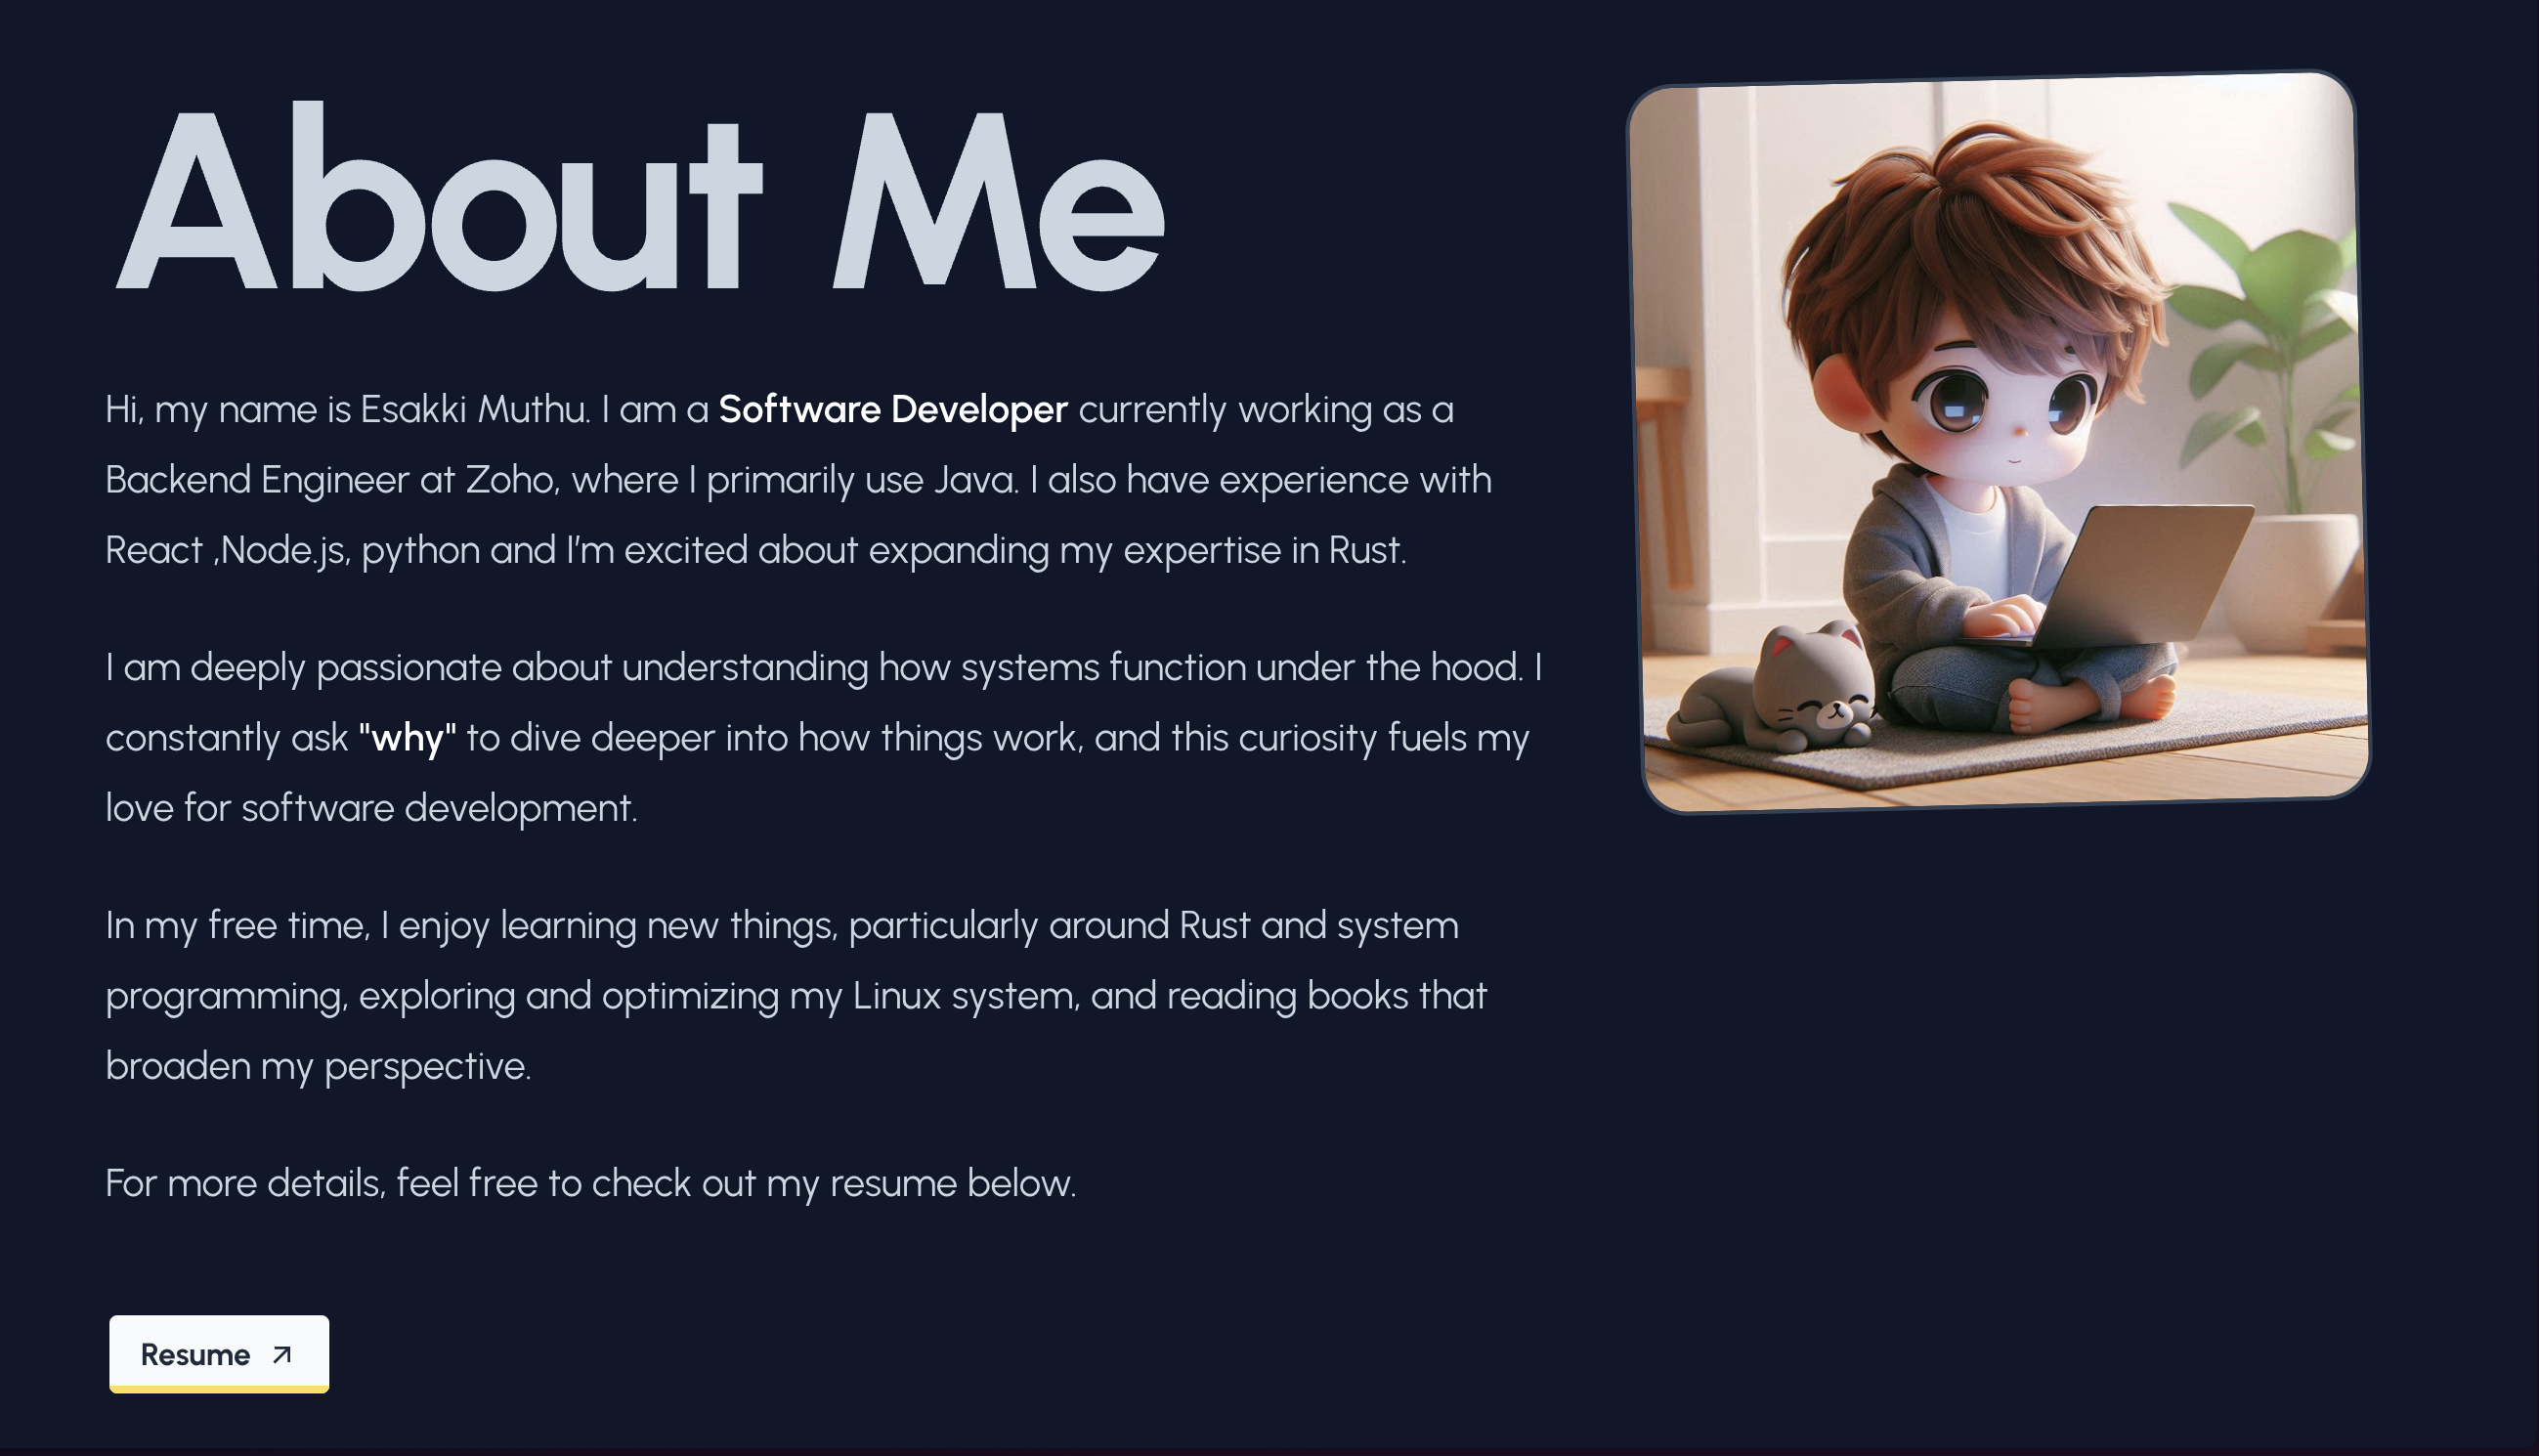 About Me
Hi, my name is Esakki Muthu. I am a Software Developer currently working as a
Backend Engineer at Zoho, where I primarily use Java. I also have experience with
React ,Node.js, python and I'm excited about expanding my expertise in Rust.
I am deeply passionate about understanding how systems function under the hood. I
constantly ask "why" to dive deeper into how things work, and this curiosity fuels my
love for software development.
In my free time, I enjoy learning new things, particularly around Rust and system
programming, exploring and optimizing my Linux system, and reading books that
broaden my perspective.
For more details, feel free to check out my resume below.
Resume